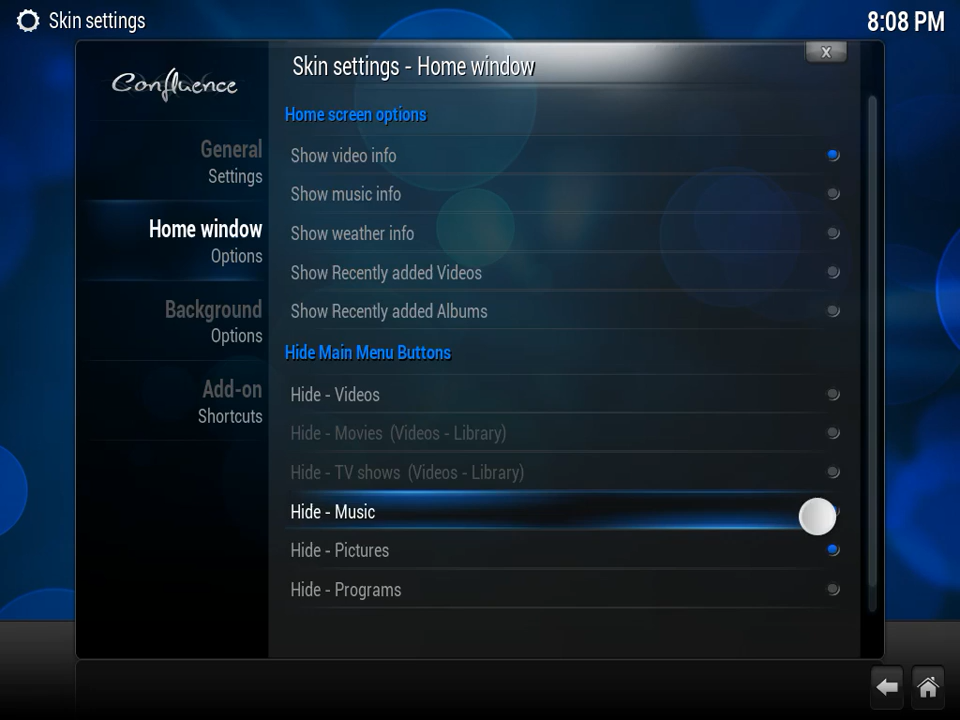 Skin settings
8:08 PM
Confluence
Skin settings - Home window
X
General
Settings
Home window
Options
Background
Options
Add-on
Shortcuts
Home screen options
Show video info
Show music info
Show weather info
Show Recently added Videos
Show Recently added Albums
Hide Main Menu Buttons
Hide - Videos
Hide - Movies (Videos - Library)
Hide - TV shows (Videos - Library)
Hide - Music
Hide - Pictures
Hide - Programs